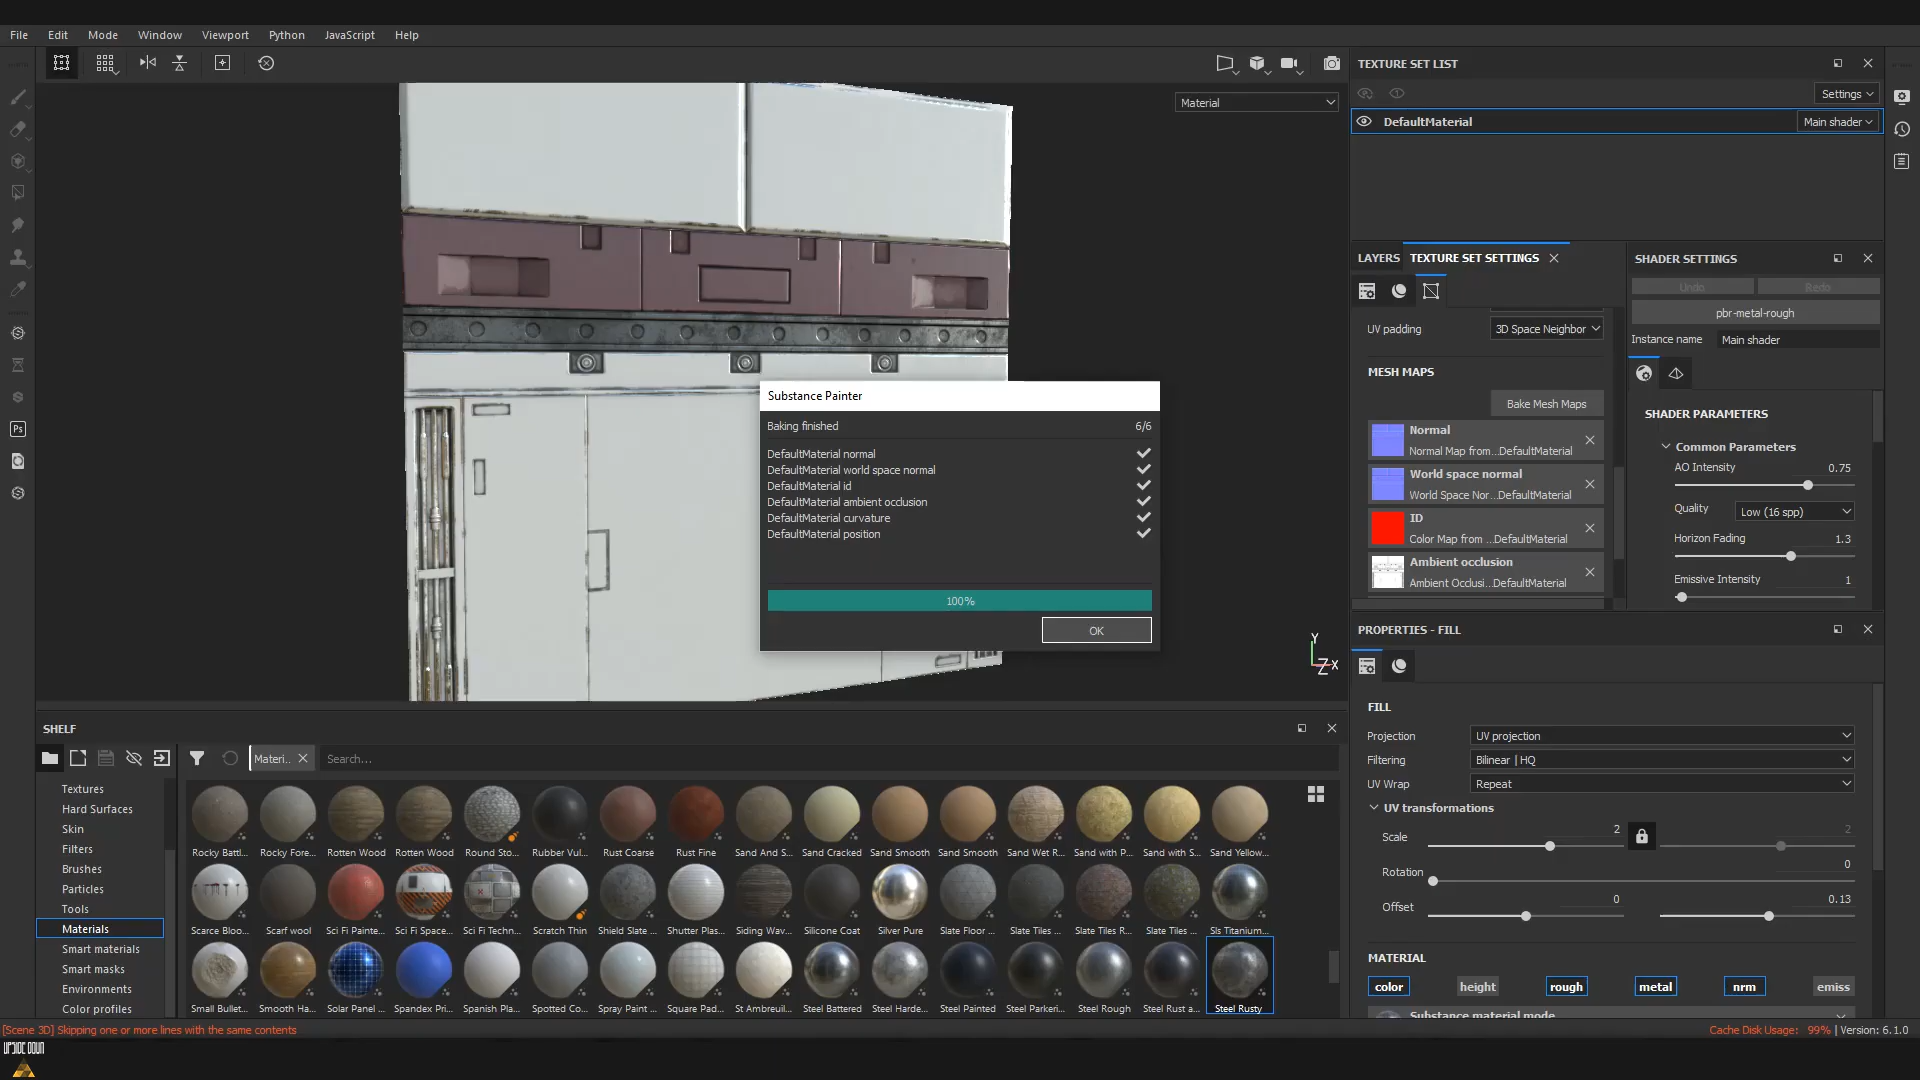 File Edit Mode Window Viewport Python JavaScript Help
Material
TEXTURE SET LIST
Settings
DefaultMaterial
Main shader
LAYERS TEXTURE SET SETTINGS
UV padding
3D Space Neighbor
MESH MAPS
Bake Mesh Maps
Normal
Normal Map from...DefaultMaterial
World space normal
World Space Nor...DefaultMaterial
ID
Color Map from ...DefaultMaterial
Ambient occlusion
Ambient Occlusi...DefaultMaterial
SHADER SETTINGS
Undo Redo
pbr-metal-rough
Instance name Main shader
SHADER PARAMETERS
Common Parameters
AO Intensity 0.75
Quality Low (16 spp)
Horizon Fading 1.3
Emissive Intensity 1
Substance Painter
Baking finished 6/6
DefaultMaterial normal
DefaultMaterial world space normal
DefaultMaterial id
DefaultMaterial ambient occlusion
DefaultMaterial curvature
DefaultMaterial position
100%
OK
Y
Z X
PROPERTIES - FILL
FILL
Projection UV projection
Filtering Bilinear | HQ
UV Wrap Repeat
UV transformations
Scale 2 2
Rotation 0
Offset 0 0.13
MATERIAL
color height rough metal nrm emiss
Substance material mode
SHELF
Ps
Materi..
Search...
Textures
Hard Surfaces
Skin
Filters
Brushes
Particles
Tools
Materials
Smart materials
Smart masks
Environments
Color profiles
Rocky Battl... Rocky Fore... Rotten Wood Rotten Wood Round Sto... Rubber Vul... Rust Coarse Rust Fine Sand And S... Sand Cracked Sand Smooth Sand Smooth Sand Wet R... Sand with P... Sand with S... Sand Yellow...
Scarce Bloo... Scarf wool Sci Fi Painte... Sci Fi Space... Sci Fi Techn... Scratch Thin Shield Slate ... Shutter Plas... Siding Wav... Silicone Coat Silver Pure Slate Floor ... Slate Tiles ... Slate Tiles R... Slate Tiles ... Sls Titanium...
Small Bullet... Smooth Ha... Solar Panel ... Spandex Pri... Spanish Pla... Spotted Co... Spray Paint ... Square Pad... St Ambreuil... Steel Battered Steel Harde... Steel Painted Steel Parkeri... Steel Rough Steel Rust a... Steel Rusty
[Scene 3D] Skipping one or more lines with the same contents
Cache Disk Usage: 99% | Version: 6.1.0
UPSIDE DOWN